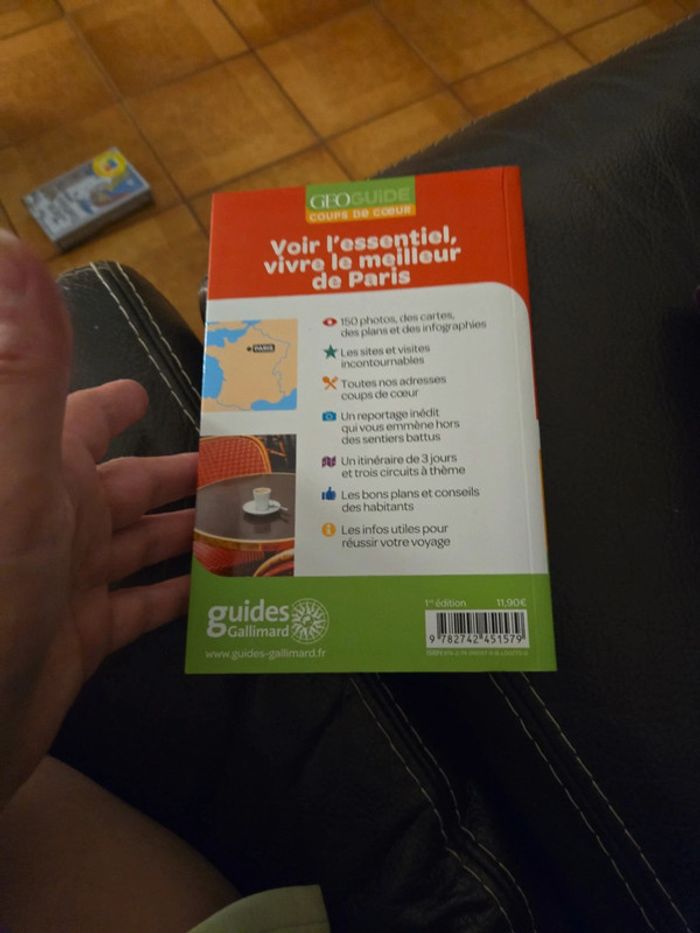 GEOGUIDE
COUPS DE CŒUR
Voir l'essentiel,
vivre le meilleur
de Paris
150 photos, des cartes,
des plans et des infographies
PARIS
Les sites et visites
incontournables
Toutes nos adresses
coups de cœur
Un reportage inédit
qui vous emmène hors
des sentiers battus
Un itinéraire de 3 jours
et trois circuits à thème
Les bons plans et conseils
des habitants
Les infos utiles pour
réussir votre voyage
guides
Gallimard
www.guides-gallimard.fr
1re édition 11,90€
9 782742 451579